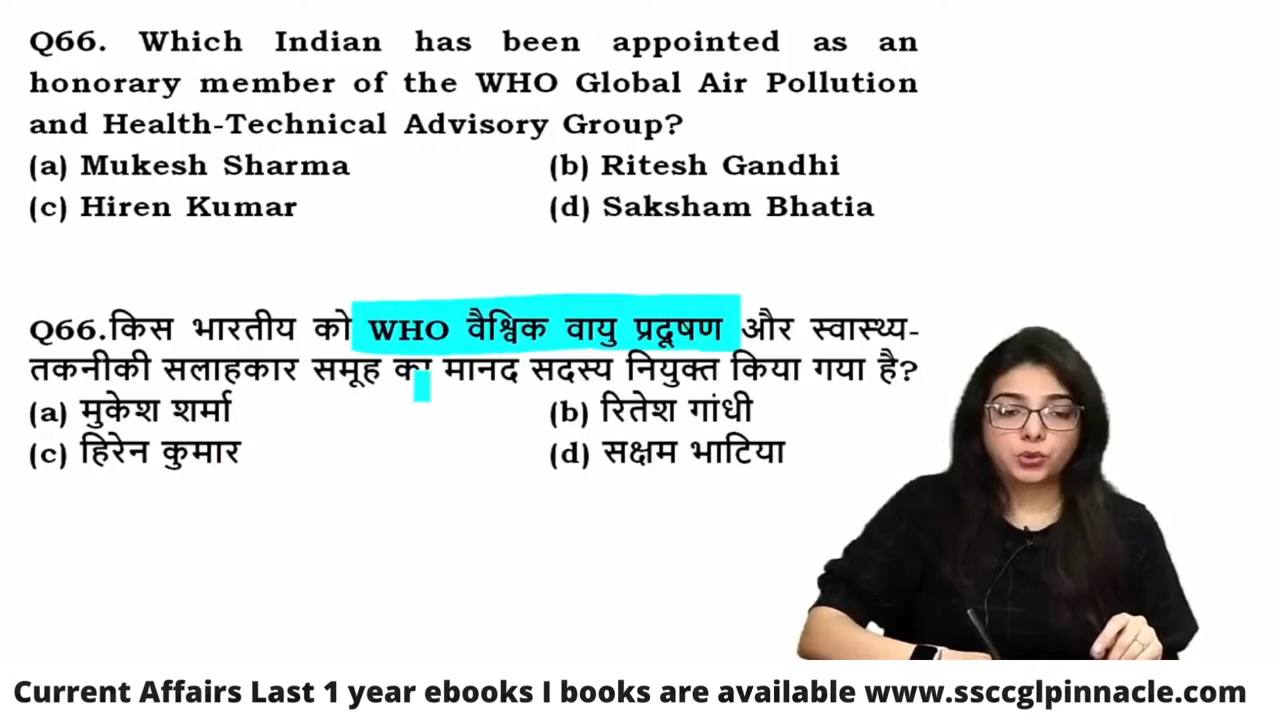 Q66. Which Indian has been appointed as an
honorary member of the WHO Global Air Pollution
and Health-Technical Advisory Group?
(a) Mukesh Sharma (b) Ritesh Gandhi
(c) Hiren Kumar (d) Saksham Bhatia
Q66.किस भारतीय को WHO वैश्विक वायु प्रदूषण और स्वास्थ्य-
तकनीकी सलाहकार समूह का मानद सदस्य नियुक्त किया गया है?
(a) मुकेश शर्मा (b) रितेश गांधी
(c) हिरेन कुमार (d) सक्षम भाटिया
Current Affairs Last 1 year ebooks I books are available www.ssccglpinnacle.com